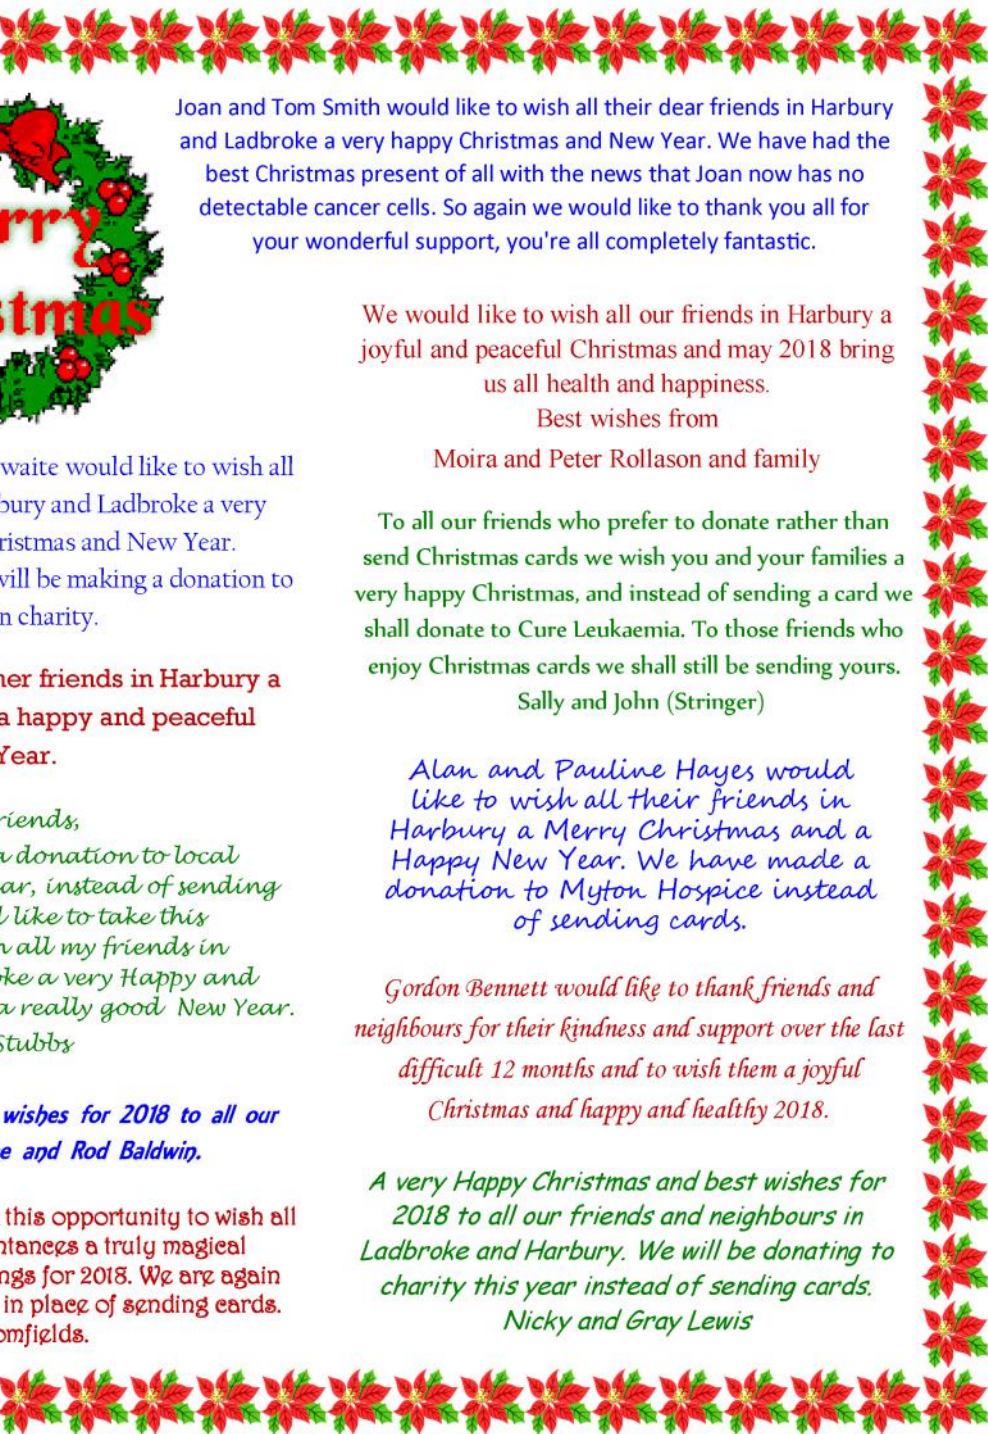 rry
stmas
Joan and Tom Smith would like to wish all their dear friends in Harbury
and Ladbroke a very happy Christmas and New Year. We have had the
best Christmas present of all with the news that Joan now has no
detectable cancer cells. So again we would like to thank you all for
your wonderful support, you're all completely fantastic.
waite would like to wish all
bury and Ladbroke a very
ristmas and New Year.
will be making a donation to
n charity.
her friends in Harbury a
a happy and peaceful
Year.
riends,
a donation to local
ar, instead of sending
l like to take this
h all my friends in
oke a very Happy and
a really good New Year.
Stubbs
wishes for 2018 to all our
e and Rod Baldwin.
this opportunity to wish all
ntances a truly magical
ngs for 2018. We are again
in place of sending cards.
omfields.
We would like to wish all our friends in Harbury a
joyful and peaceful Christmas and may 2018 bring
us all health and happiness.
Best wishes from
Moira and Peter Rollason and family
To all our friends who prefer to donate rather than
send Christmas cards we wish you and your families a
very happy Christmas, and instead of sending a card we
shall donate to Cure Leukaemia. To those friends who
enjoy Christmas cards we shall still be sending yours.
Sally and John (Stringer)
Alan and Pauline Hayes would
like to wish all their friends in
Harbury a Merry Christmas and a
Happy New Year. We have made a
donation to Myton Hospice instead
of sending cards.
Gordon Bennett would like to thank friends and
neighbours for their kindness and support over the last
difficult 12 months and to wish them a joyful
Christmas and happy and healthy 2018.
A very Happy Christmas and best wishes for
2018 to all our friends and neighbours in
Ladbroke and Harbury. We will be donating to
charity this year instead of sending cards.
Nicky and Gray Lewis